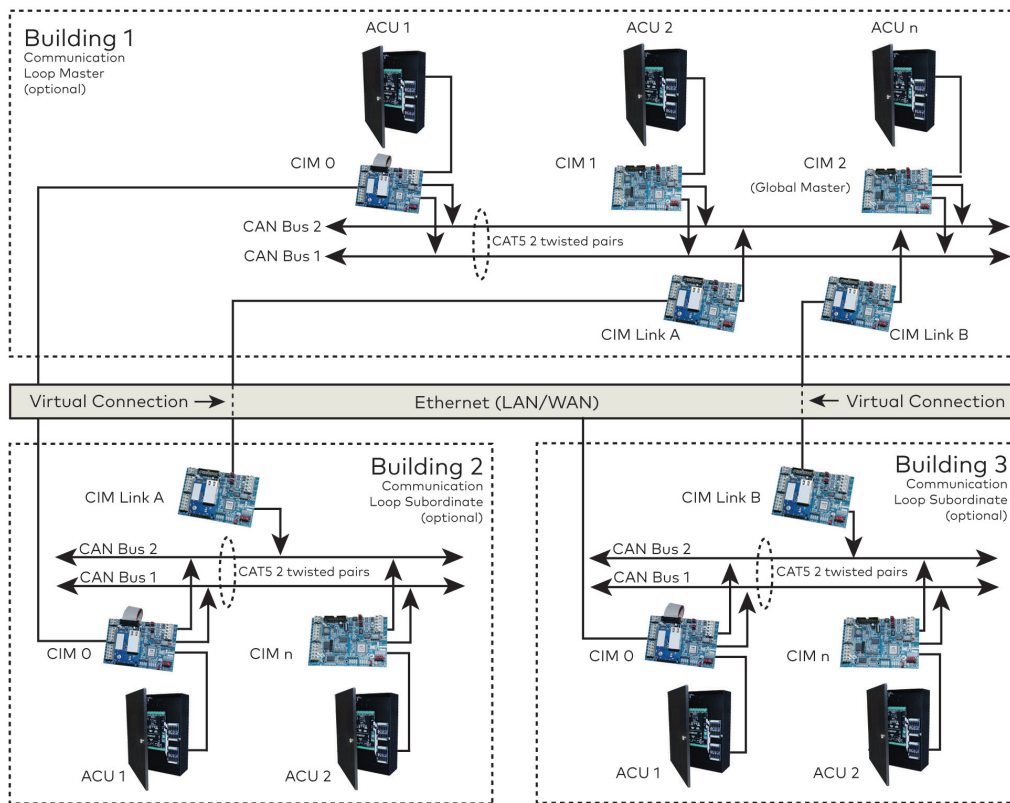 Building 1
Communication
Loop Master
(optional)
ACU 1
ACU 2
ACU n
CIM 0
CIM 1
CIM 2
(Global Master)
CAN Bus 2
CAT5 2 twisted pairs
CAN Bus 1
CIM Link A
CIM Link B
Virtual Connection
Ethernet (LAN/WAN)
Virtual Connection
Building 2
Communication
Loop Subordinate
(optional)
CIM Link A
CAN Bus 2
CAT5 2 twisted pairs
CAN Bus 1
CIM 0
CIM n
ACU 1
ACU 2
Building 3
Communication
Loop Subordinate
(optional)
CIM Link B
CAN Bus 2
CAT5 2 twisted pairs
CAN Bus 1
CIM 0
CIM n
ACU 1
ACU 2